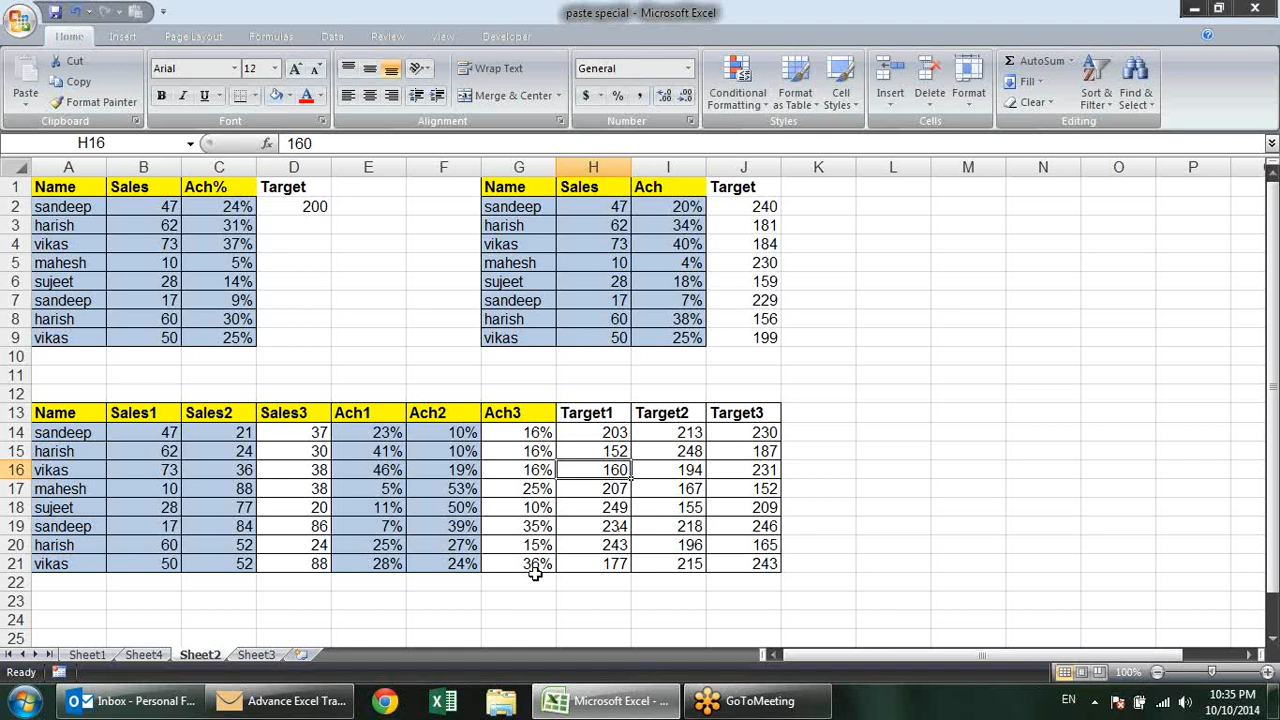 paste special - Microsoft Excel
Home Insert Page Layout Formulas Data Review View Developer
Paste Cut Copy Format Painter Clipboard
Arial 12 B I U A Font
Wrap Text Merge & Center Alignment
General $ % , Number
Conditional Formatting Format as Table Cell Styles Styles
Insert Delete Format Cells
AutoSum Fill Clear Sort & Filter Find & Select Editing
H16 fx 160
A B C D E F G H I J K L M N O P
1 Name Sales Ach% Target Name Sales Ach Target
2 sandeep 47 24% 200 sandeep 47 20% 240
3 harish 62 31% harish 62 34% 181
4 vikas 73 37% vikas 73 40% 184
5 mahesh 10 5% mahesh 10 4% 230
6 sujeet 28 14% sujeet 28 18% 159
7 sandeep 17 9% sandeep 17 7% 229
8 harish 60 30% harish 60 38% 156
9 vikas 50 25% vikas 50 25% 199
10
11
12
13 Name Sales1 Sales2 Sales3 Ach1 Ach2 Ach3 Target1 Target2 Target3
14 sandeep 47 21 37 23% 10% 16% 203 213 230
15 harish 62 24 30 41% 10% 16% 152 248 187
16 vikas 73 36 38 46% 19% 16% 160 194 231
17 mahesh 10 88 38 5% 53% 25% 207 167 152
18 sujeet 28 77 20 11% 50% 10% 249 155 209
19 sandeep 17 84 86 7% 39% 35% 234 218 246
20 harish 60 52 24 25% 27% 15% 243 196 165
21 vikas 50 52 88 28% 24% 36% 177 215 243
22
23
24
25
Sheet1 Sheet4 Sheet2 Sheet3
Ready 100%
Inbox - Personal F... Advance Excel Tra... Microsoft Excel - ... GoToMeeting EN 10:35 PM
10/10/2014